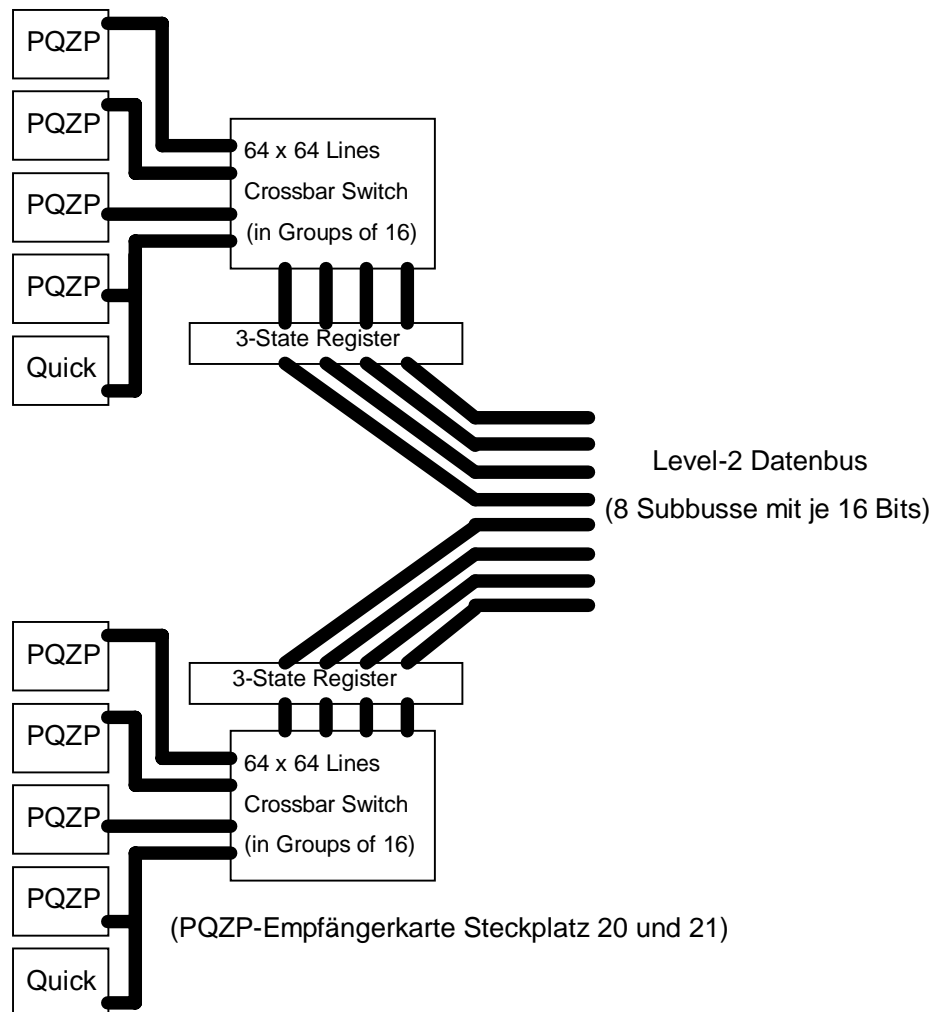 PQZP
PQZP
PQZP
PQZP
Quick
64 x 64 Lines
Crossbar Switch
(in Groups of 16)
3-State Register
Level-2 Datenbus
(8 Subbusse mit je 16 Bits)
PQZP
PQZP
PQZP
PQZP
Quick
3-State Register
64 x 64 Lines
Crossbar Switch
(in Groups of 16)
(PQZP-Empfängerkarte Steckplatz 20 und 21)